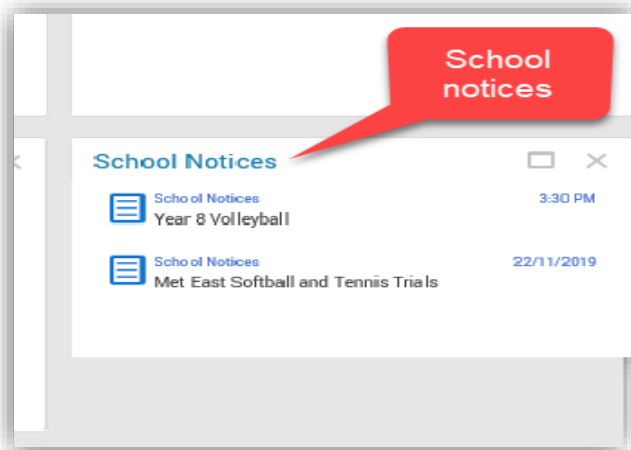 School
notices
School Notices
School Notices 3:30 PM
Year 8 Volleyball
School Notices 22/11/2019
Met East Softball and Tennis Trials